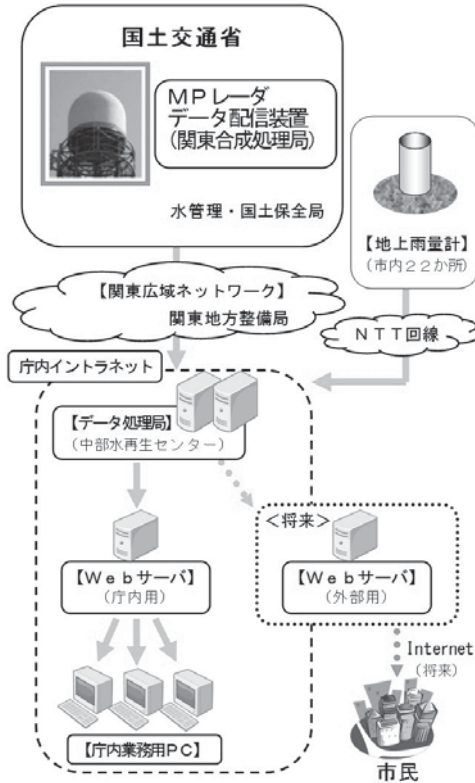 国土交通省
MPレーダ
データ配信装置
(関東合成処理局)
水管理・国土保全局
【地上雨量計】
(市内22か所)
【関東広域ネットワーク】
関東地方整備局
NTT回線
庁内イントラネット
【データ処理局】
(中部水再生センター)
<将来>
【Webサーバ】
(庁内用)
【Webサーバ】
(外部用)
Internet
(将来)
【庁内業務用PC】
市民